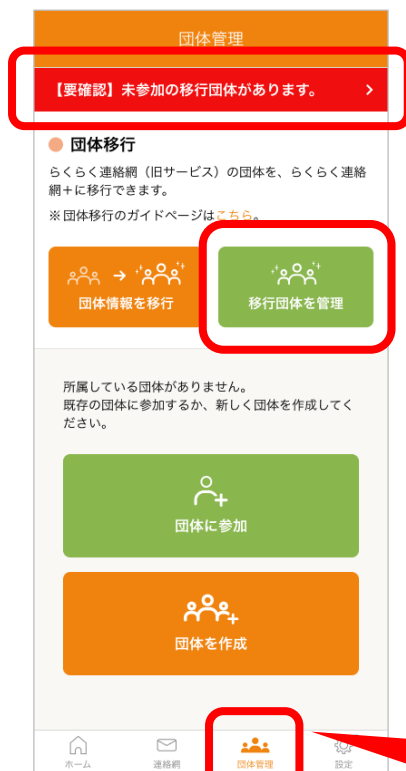 団体管理
【要確認】未参加の移行団体があります。
団体移行
らくらく連絡網（旧サービス）の団体を、らくらく連絡
網＋に移行できます。
※団体移行のガイドページはこちら。
団体情報を移行
移行団体を管理
所属している団体がありません。
既存の団体に参加するか、新しく団体を作成してく
ださい。
団体に参加
団体を作成
ホーム
連絡網
団体管理
設定